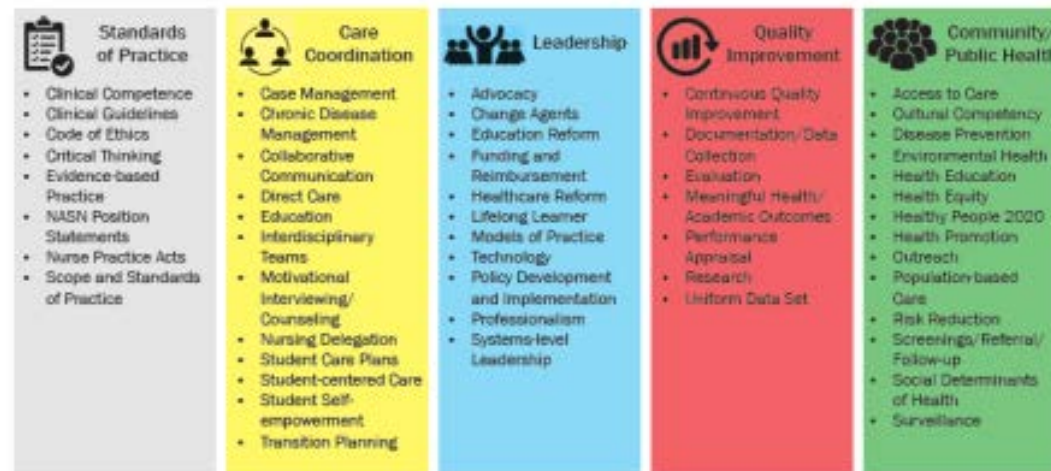 Standards
of Practice
• Clinical Competence
• Clinical Guidelines
• Code of Ethics
• Critical Thinking
• Evidence-based
Practice
• NASN Position
Statements
• Nurse Practice Acts
• Scope and Standards
of Practice
Care
Coordination
• Case Management
• Chronic Disease
Management
• Collaborative
Communication
• Direct Care
• Education
• Interdisciplinary
Teams
• Motivational
Interviewing/
Counseling
• Nursing Delegation
• Student Care Plans
• Student-centered Care
• Student Self-
empowerment
• Transition Planning
Leadership
• Advocacy
• Change Agents
• Education Reform
• Funding and
Reimbursement
• Healthcare Reform
• Lifelong Learner
• Models of Practice
• Technology
• Policy Development
and Implementation
• Professionalism
• Systems-level
Leadership
Quality
Improvement
• Continuous Quality
Improvement
• Documentation/Data
Collection
• Evaluation
• Meaningful Health/
Academic Outcomes
• Performance
Appraisal
• Research
• Uniform Data Set
Community/
Public Health
• Access to Care
• Cultural Competency
• Disease Prevention
• Environmental Health
• Health Education
• Health Equity
• Healthy People 2020
• Health Promotion
• Outreach
• Population-based
Care
• Risk Reduction
• Screenings/Referral/
Follow-up
• Social Determinants
of Health
• Surveillance